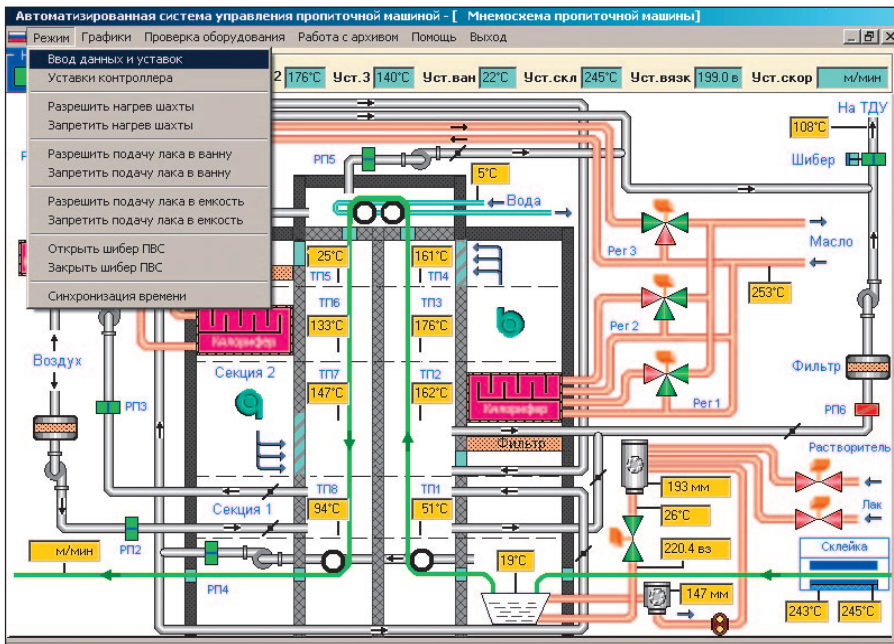 Автоматизированная система управления пропиточной машиной - [ Мнемосхема пропиточной машины]
Режим Графики Проверка оборудования Работа с архивом Помощь Выход
2 176°C Уст.3 140°C Уст.ван 22°C Уст.скл 245°C Уст.вязк 199.0 в Уст.скор м/мин
Ввод данных и уставок
Уставки контроллера
Разрешить нагрев шахты
Запретить нагрев шахты
Разрешить подачу лака в ванну
Запретить подачу лака в ванну
Разрешить подачу лака в емкость
Запретить подачу лака в емкость
Открыть шибер ПВС
Закрыть шибер ПВС
Синхронизация времени
На ТДУ
108°C
Шибер
РП5
5°C
Вода
Рег 3
Масло
253°C
25°C
161°C
ТП5
ТП4
ТП6
ТП3
133°C
176°C
Калорифер
Рег 2
Воздух
Секция 2
ТП7
ТП2
147°C
162°C
Калорифер
Рег 1
Фильтр
РП3
РП6
Фильтр
Растворитель
193 мм
Лак
ТП8
ТП1
Секция 1
94°C
51°C
26°C
220.4 вз
Склейка
м/мин
РП2
РП4
19°C
147 мм
243°C
245°C